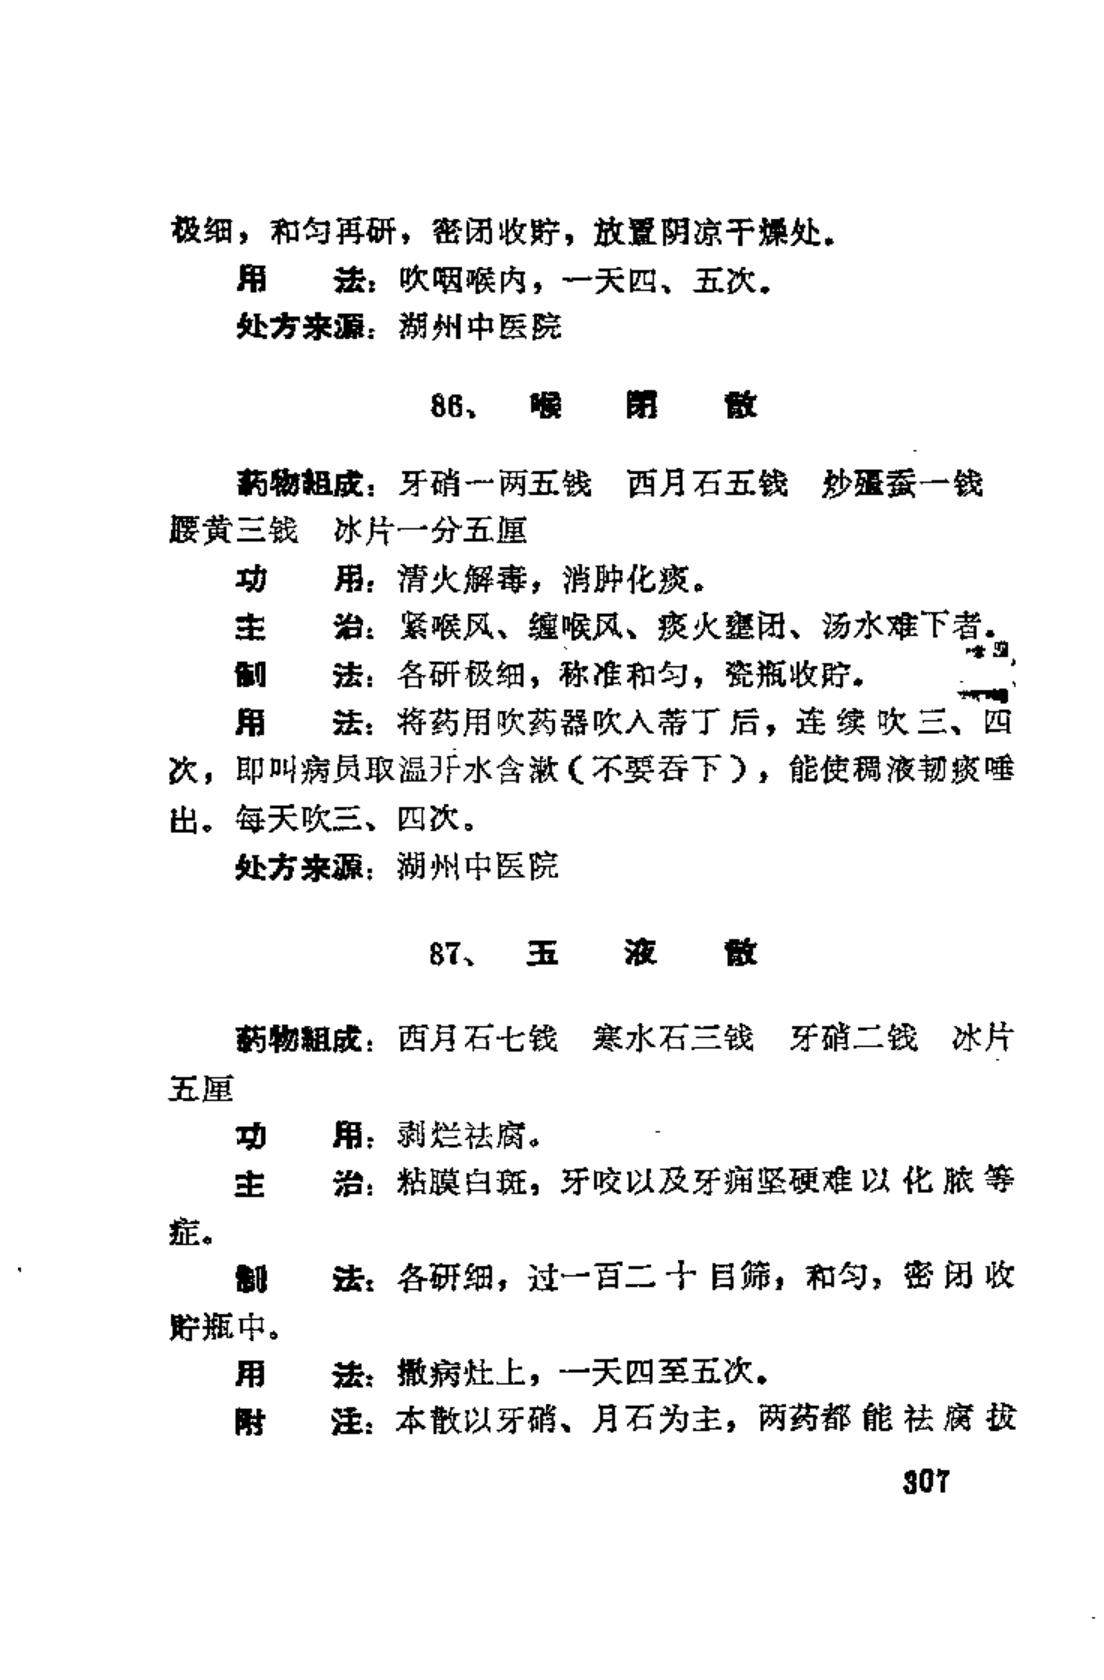 极细，和匀再研，密闭收贮，放置阴凉干燥处。
用　　法：吹咽喉内，一天四、五次。
处方来源：湖州中医院
86、　喉　闭　散
药物组成：牙硝一两五钱　西月石五钱　炒殭蚕一钱
腰黄三钱　冰片一分五厘
功　　用：清火解毒，消肿化痰。
主　　治：紧喉风、缠喉风、痰火壅闭、汤水难下者。
制　　法：各研极细，称准和匀，瓷瓶收贮。
用　　法：将药用吹药器吹入蒂丁后，连续吹三、四
次，即叫病员取温开水含漱（不要吞下），能使稠液韧痰唾
出。每天吹三、四次。
处方来源：湖州中医院
87、　玉　液　散
药物组成：西月石七钱　寒水石三钱　牙硝二钱　冰片
五厘
功　　用：剥烂祛腐。
主　　治：粘膜白斑，牙咬以及牙痈坚硬难以化脓等
症。
制　　法：各研细，过一百二十目筛，和匀，密闭收
贮瓶中。
用　　法：撒病灶上，一天四至五次。
附　　注：本散以牙硝、月石为主，两药都能祛腐拔
307